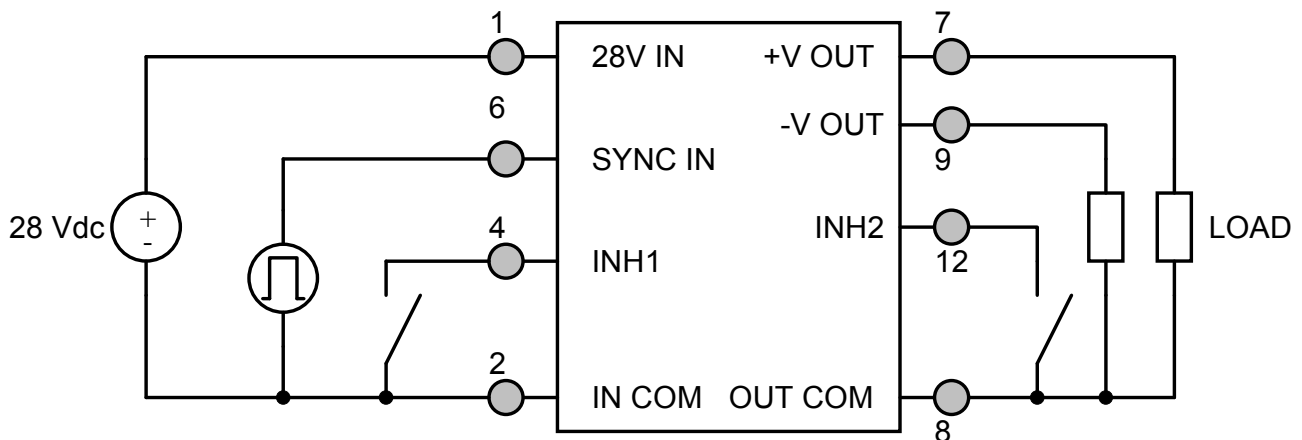 1
7
28V IN
+V OUT
6
-V OUT
SYNC IN
9
4
28 Vdc
+
-
INH2
LOAD
INH1
12
2
IN COM
OUT COM
8